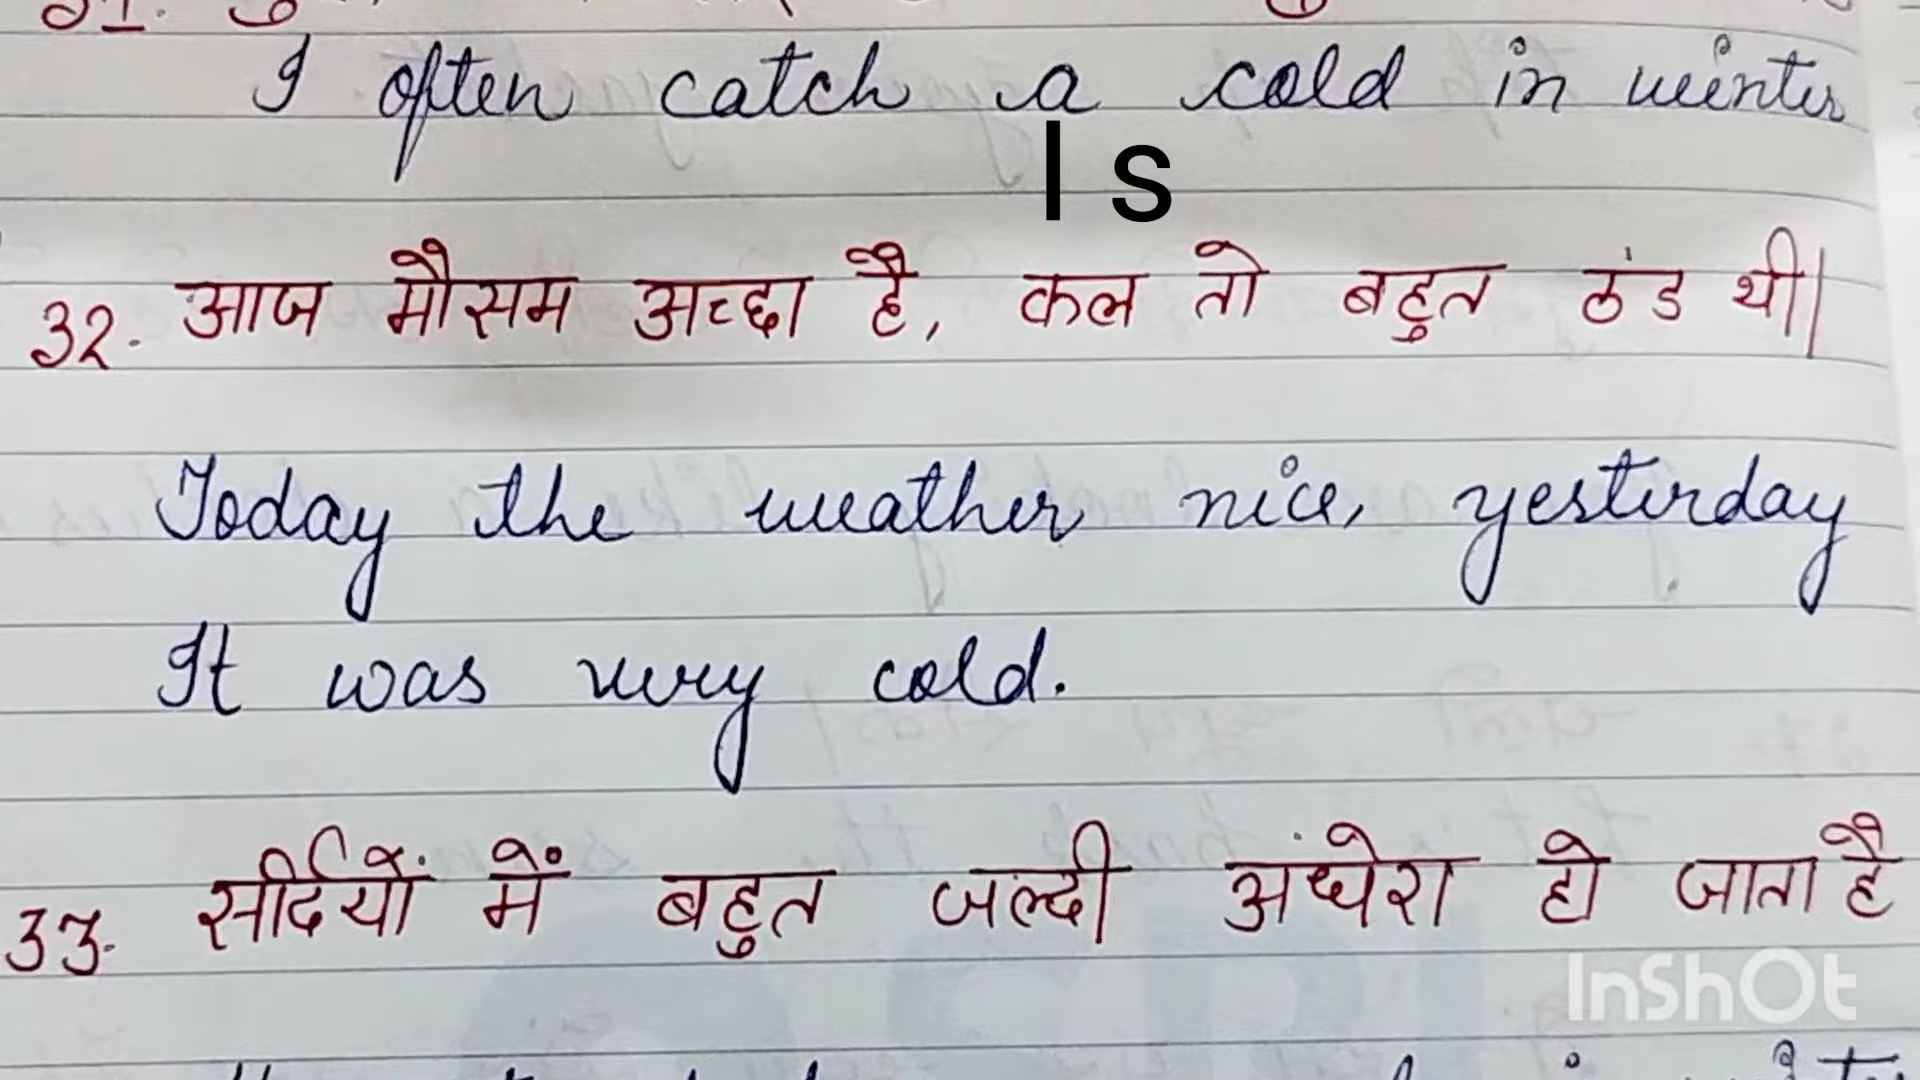 I often catch a cold in winter
Is
32. आज मौसम अच्छा है, कल तो बहुत ठंड थी।
Today the weather nice, yesterday
It was very cold.
33. सर्दियों में बहुत जल्दी अंधेरा हो जाता है
InShOt